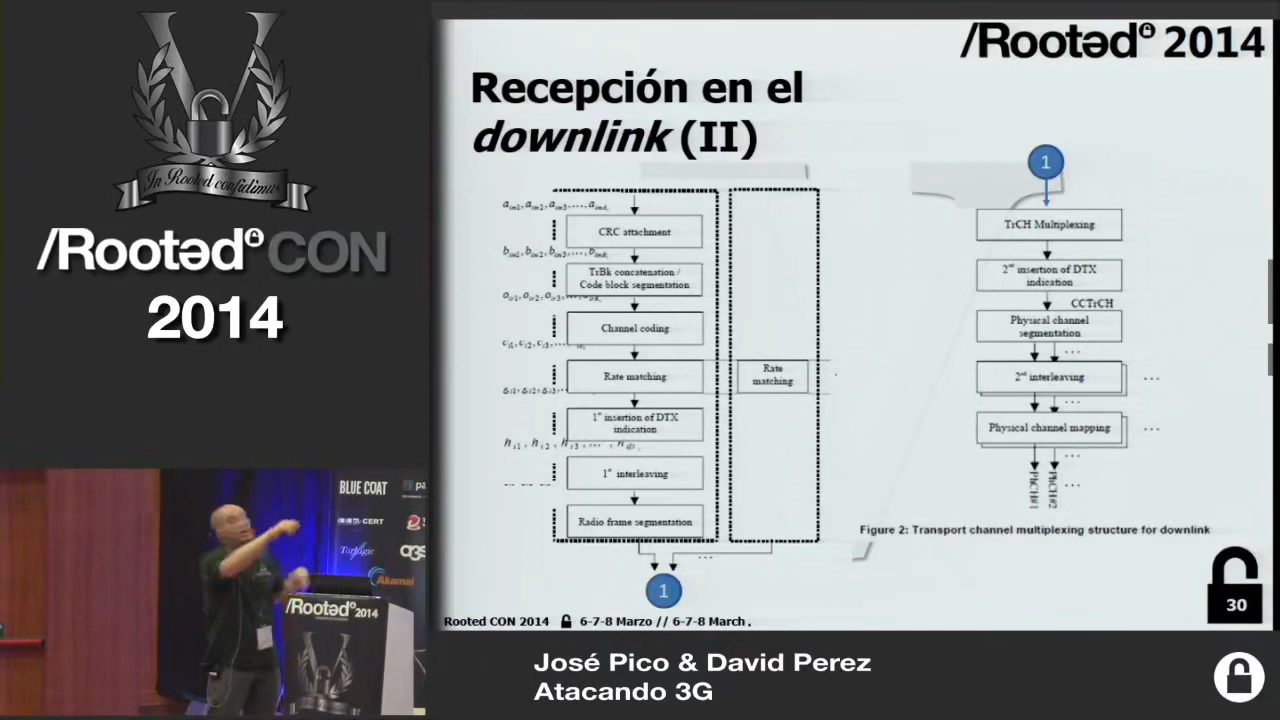 In Rooted confidimus
/Rootəd CON
2014
/Rootəd 2014
Recepción en el
downlink (II)
CRC attachment
TrBk concatenation /
Code block segmentation
Channel coding
Rate matching
1st insertion of DTX
indication
1st interleaving
Radio frame segmentation
Rate
matching
1
1
TrCH Multiplexing
2nd insertion of DTX
indication
CCTrCH
Physical channel
segmentation
2nd interleaving
Physical channel mapping
PhCH#1
PhCH#2
Figure 2: Transport channel multiplexing structure for downlink
30
Rooted CON 2014 6-7-8 Marzo // 6-7-8 March
BLUE COAT
CERT
Akamai
/Rootəd 2014
José Pico & David Perez
Atacando 3G